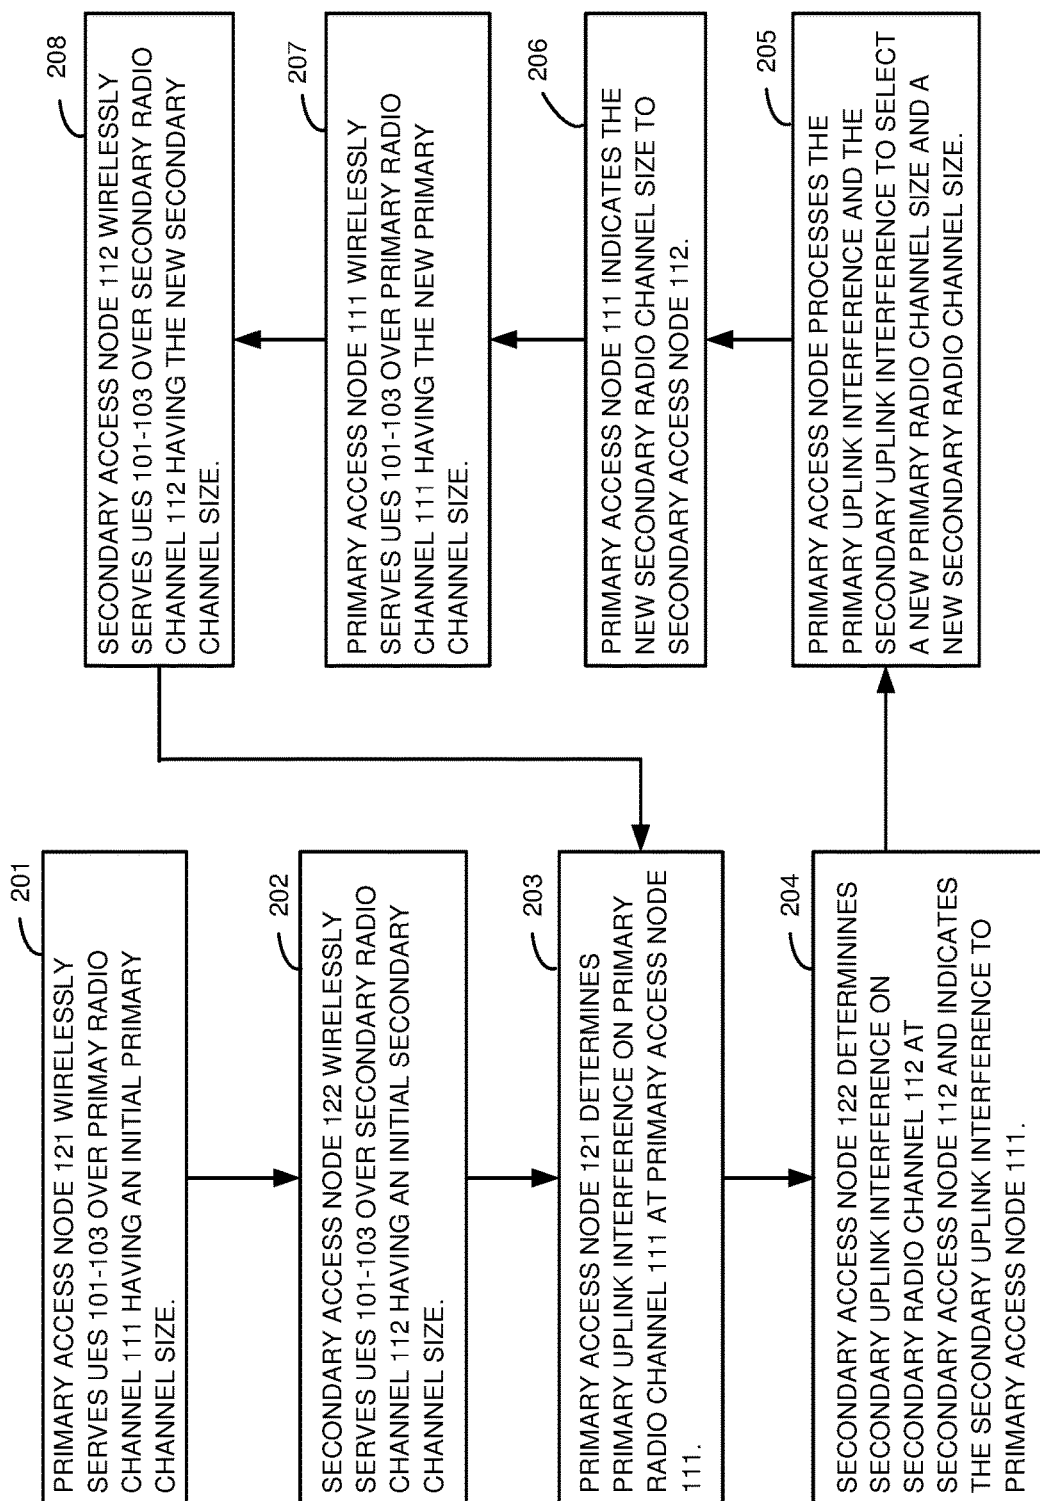 201
PRIMARY ACCESS NODE 121 WIRELESSLY
SERVES UES 101-103 OVER PRIMAY RADIO
CHANNEL 111 HAVING AN INITIAL PRIMARY
CHANNEL SIZE.
202
SECONDARY ACCESS NODE 122 WIRELESSLY
SERVES UES 101-103 OVER SECONDARY RADIO
CHANNEL 112 HAVING AN INITIAL SECONDARY
CHANNEL SIZE.
203
PRIMARY ACCESS NODE 121 DETERMINES
PRIMARY UPLINK INTERFERENCE ON PRIMARY
RADIO CHANNEL 111 AT PRIMARY ACCESS NODE
111.
204
SECONDARY ACCESS NODE 122 DETERMININES
SECONDARY UPLINK INTERFERENCE ON
SECONDARY RADIO CHANNEL 112 AT
SECONDARY ACCESS NODE 112 AND INDICATES
THE SECONDARY UPLINK INTERFERENCE TO
PRIMARY ACCESS NODE 111.
205
PRIMARY ACCESS NODE PROCESSES THE
PRIMARY UPLINK INTERFERENCE AND THE
SECONDARY UPLINK INTERFERENCE TO SELECT
A NEW PRIMARY RADIO CHANNEL SIZE AND A
NEW SECONDARY RADIO CHANNEL SIZE.
206
PRIMARY ACCESS NODE 111 INDICATES THE
NEW SECONDARY RADIO CHANNEL SIZE TO
SECONDARY ACCESS NODE 112.
207
PRIMARY ACCESS NODE 111 WIRELESSLY
SERVES UES 101-103 OVER PRIMARY RADIO
CHANNEL 111 HAVING THE NEW PRIMARY
CHANNEL SIZE.
208
SECONDARY ACCESS NODE 112 WIRELESSLY
SERVES UES 101-103 OVER SECONDARY RADIO
CHANNEL 112 HAVING THE NEW SECONDARY
CHANNEL SIZE.